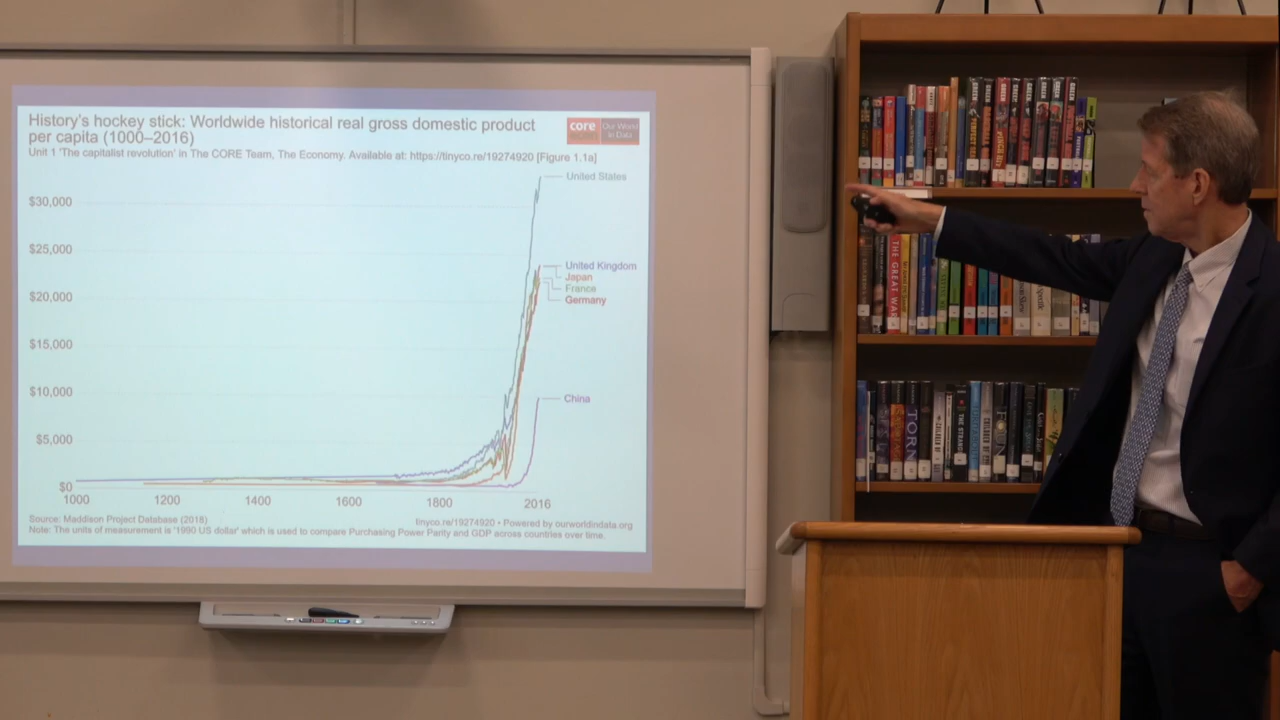 History's hockey stick: Worldwide historical real gross domestic product
per capita (1000–2016)
core
Our World
in Data
Unit 1 'The capitalist revolution' in The CORE Team, The Economy. Available at: https://tinyco.re/19274920 [Figure 1.1a]
United States
$30,000
$25,000
United Kingdom
Japan
France
Germany
$20,000
$15,000
$10,000
China
$5,000
$0
1000
1200
1400
1600
1800
2016
Source: Maddison Project Database (2018)
tinyco.re/19274920 • Powered by ourworldindata.org
Note: The units of measurement is '1990 US dollar' which is used to compare Purchasing Power Parity and GDP across countries over time.
THE GREAT WAR
TORN